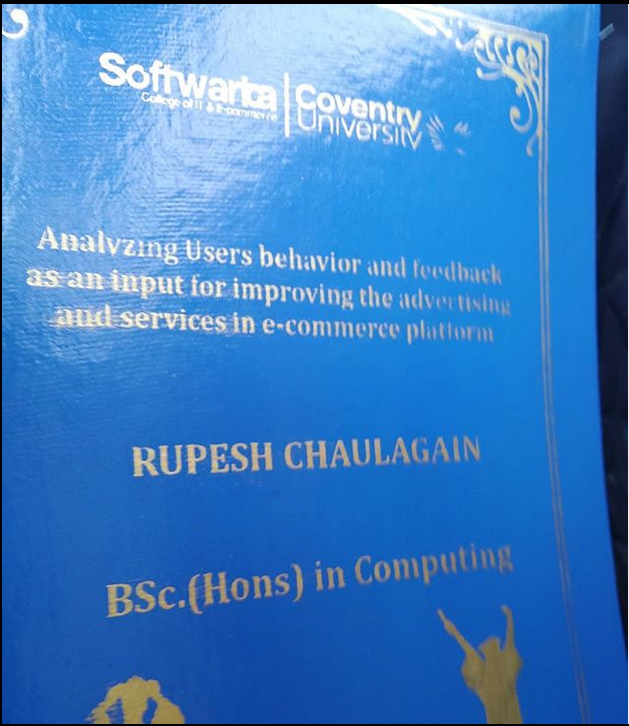 Softwarica
College of IT & E-commerce
Coventry
University
Analyzing Users behavior and feedback
as an input for improving the advertising
and services in e-commerce platform
RUPESH CHAULAGAIN
BSc.(Hons) in Computing